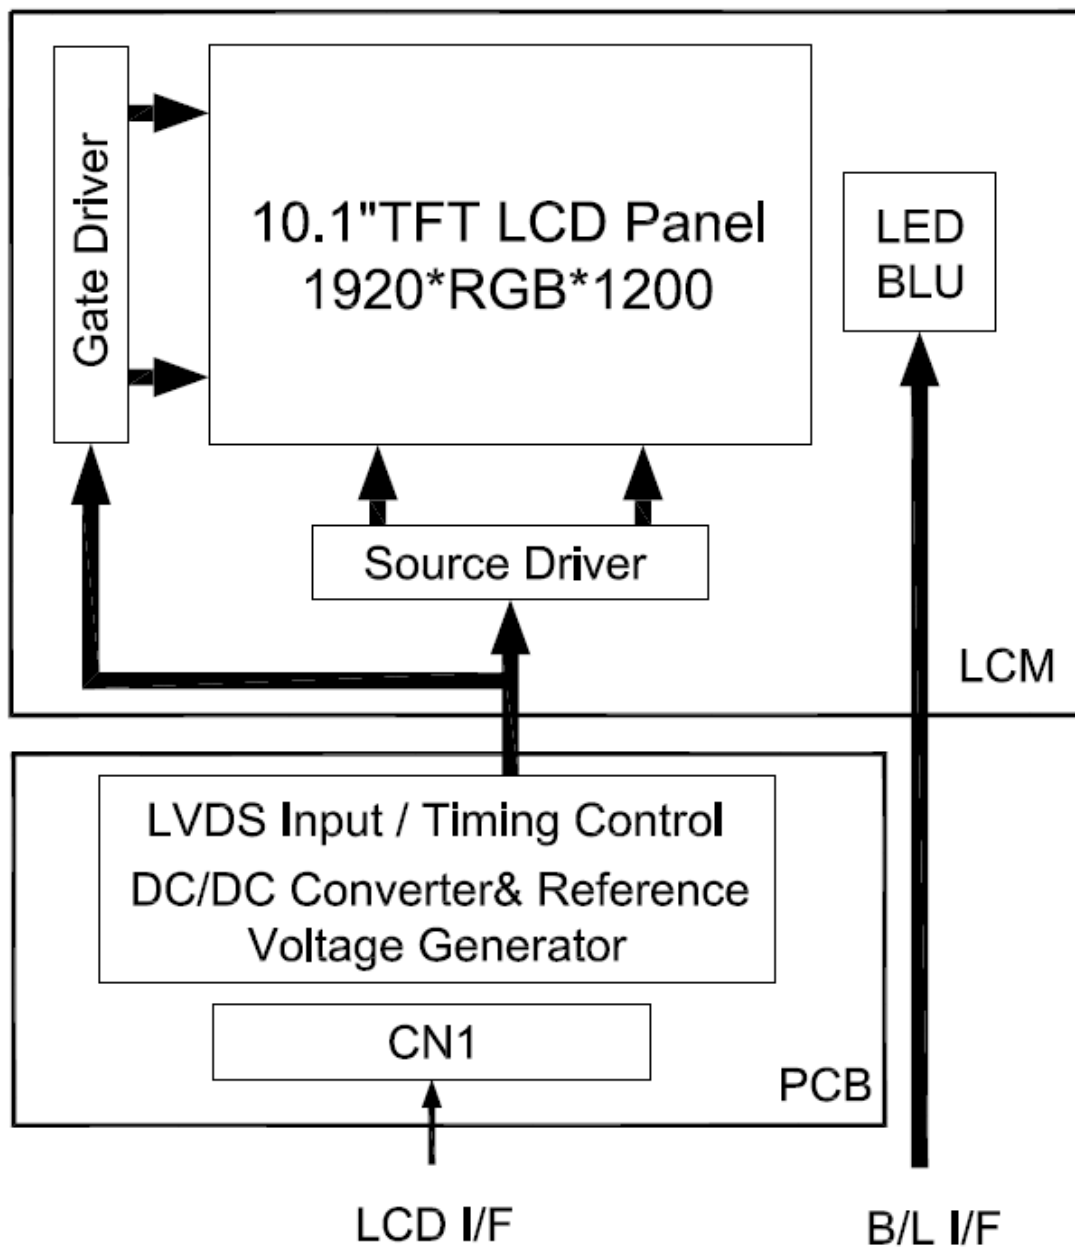 Gate Driver
10.1"TFT LCD Panel
1920*RGB*1200
LED
BLU
Source Driver
LCM
LVDS Input / Timing Control
DC/DC Converter& Reference
Voltage Generator
CN1
PCB
LCD I/F
B/L I/F